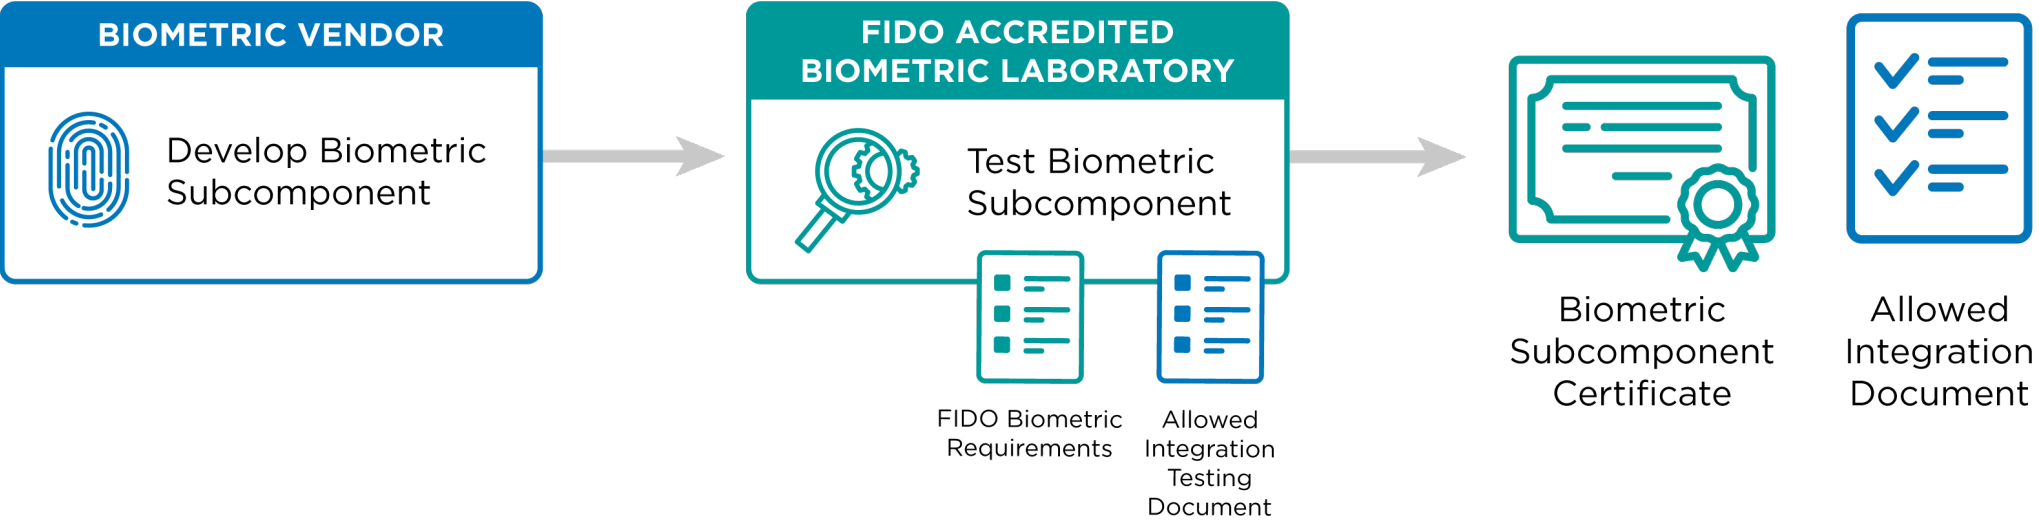 BIOMETRIC VENDOR
Develop Biometric
Subcomponent
FIDO ACCREDITED
BIOMETRIC LABORATORY
Test Biometric
Subcomponent
FIDO Biometric
Requirements
Allowed
Integration
Testing
Document
Biometric
Subcomponent
Certificate
Allowed
Integration
Document